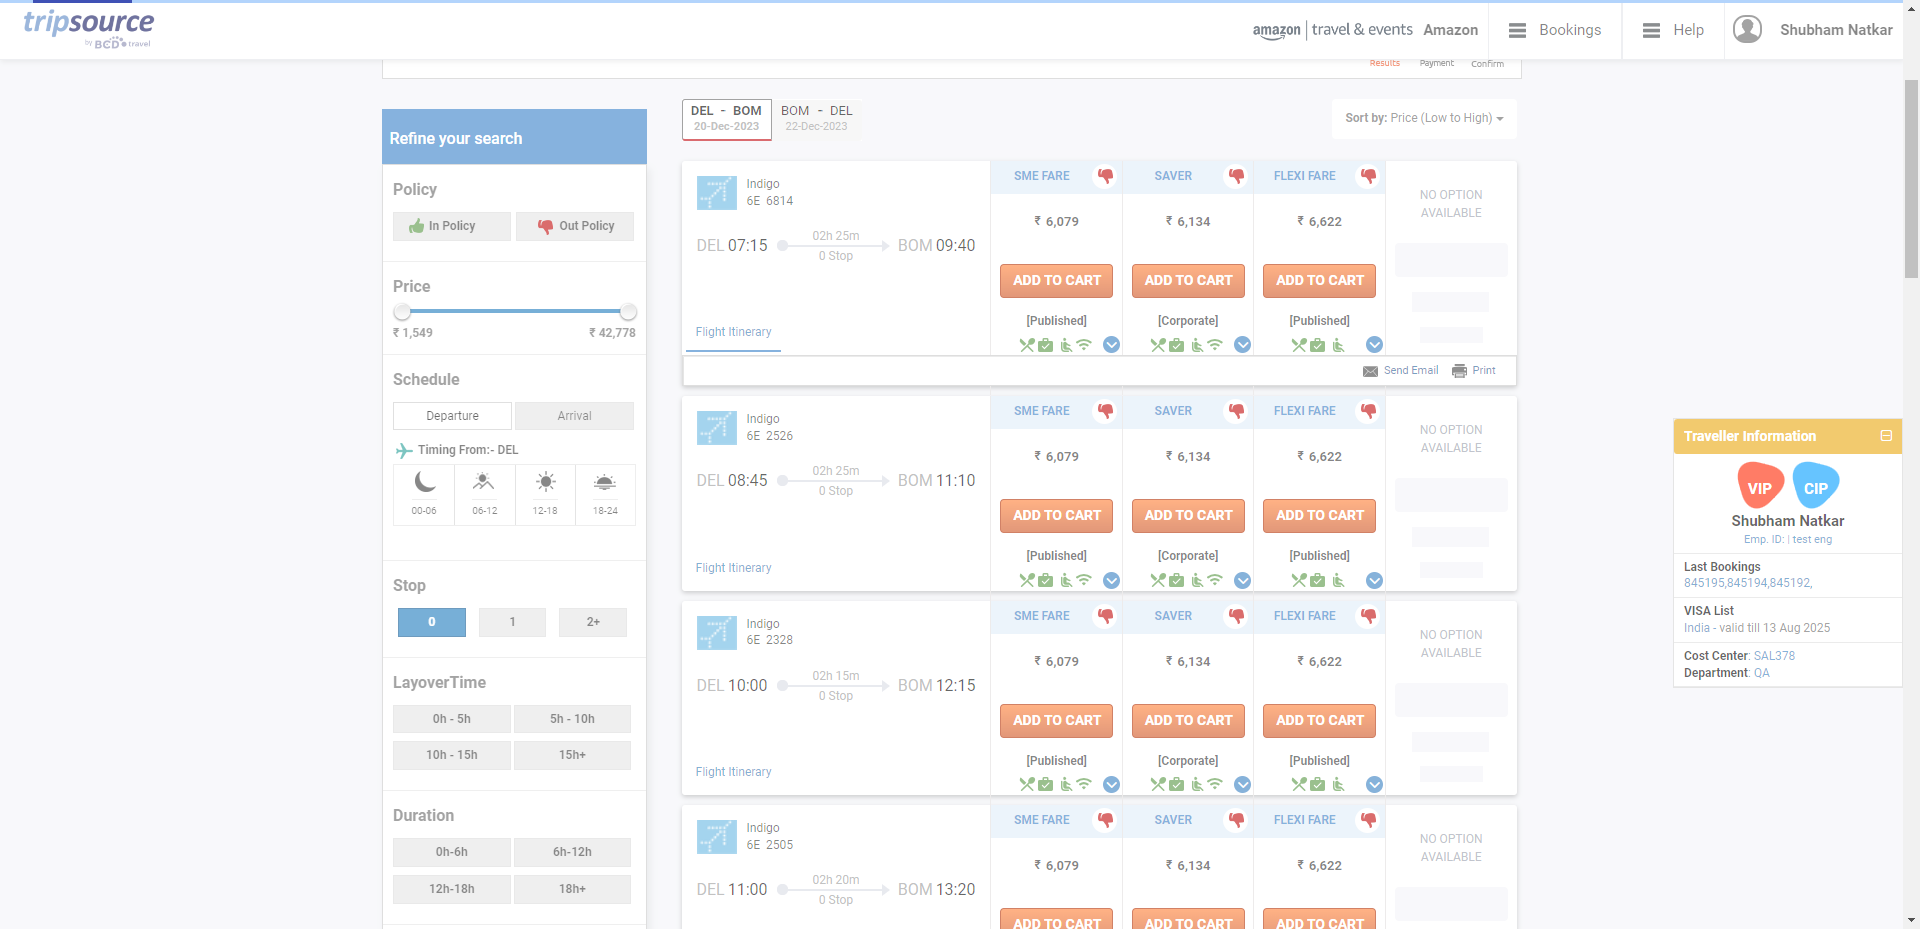 tripsource
by BCD travel
amazon travel & events Amazon
Bookings
Help
Shubham Natkar
Results Payment Confirm
DEL - BOM
20-Dec-2023
BOM - DEL
22-Dec-2023
Sort by: Price (Low to High)
Refine your search
Policy
In Policy
Out Policy
Price
₹ 1,549 ₹ 42,778
Schedule
Departure Arrival
Timing From:- DEL
00-06 06-12 12-18 18-24
Stop
0 1 2+
LayoverTime
0h - 5h 5h - 10h
10h - 15h 15h+
Duration
0h-6h 6h-12h
12h-18h 18h+
Indigo
6E 6814
DEL 07:15
02h 25m
0 Stop
BOM 09:40
Flight Itinerary
SME FARE SAVER FLEXI FARE
₹ 6,079 ₹ 6,134 ₹ 6,622
ADD TO CART ADD TO CART ADD TO CART
[Published] [Corporate] [Published]
NO OPTION
AVAILABLE
Send Email Print
Indigo
6E 2526
DEL 08:45
02h 25m
0 Stop
BOM 11:10
Flight Itinerary
SME FARE SAVER FLEXI FARE
₹ 6,079 ₹ 6,134 ₹ 6,622
ADD TO CART ADD TO CART ADD TO CART
[Published] [Corporate] [Published]
NO OPTION
AVAILABLE
Indigo
6E 2328
DEL 10:00
02h 15m
0 Stop
BOM 12:15
Flight Itinerary
SME FARE SAVER FLEXI FARE
₹ 6,079 ₹ 6,134 ₹ 6,622
ADD TO CART ADD TO CART ADD TO CART
[Published] [Corporate] [Published]
NO OPTION
AVAILABLE
Indigo
6E 2505
DEL 11:00
02h 20m
0 Stop
BOM 13:20
SME FARE SAVER FLEXI FARE
₹ 6,079 ₹ 6,134 ₹ 6,622
ADD TO CART ADD TO CART ADD TO CART
NO OPTION
AVAILABLE
Traveller Information
VIP CIP
Shubham Natkar
Emp. ID: | test eng
Last Bookings
845195,845194,845192,
VISA List
India - valid till 13 Aug 2025
Cost Center: SAL378
Department: QA